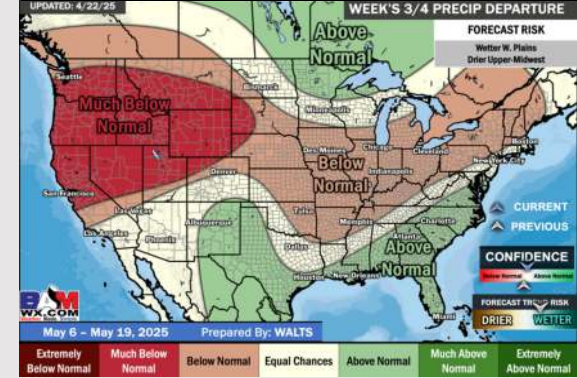 UPDATED: 4/22/25
WEEK'S 3/4 PRECIP DEPARTURE
FORECAST RISK
Wetter W. Plains
Drier Upper-Midwest
Above
Normal
Seattle
Bismarck
Much Below
Normal
Minneapolis
Boston
Des Moines
Chicago
Cleveland
New York City
Below
Normal
Indianapolis
Denver
San Francisco
Las Vegas
Tulsa
CURRENT
PREVIOUS
Los Angeles
Phoenix
Albuquerque
Memphis
Charlotte
Dallas
Atlanta
Above
Normal
Houston
New Orleans
Miami
CONFIDENCE
Below Normal
Above Normal
FORECAST TREND RISK
DRIER
WETTER
BAM
WX.COM
May 6 – May 19, 2025
Prepared By: WALTS
Extremely
Below Normal
Much Below
Normal
Below Normal
Equal Chances
Above Normal
Much Above
Normal
Extremely
Above Normal